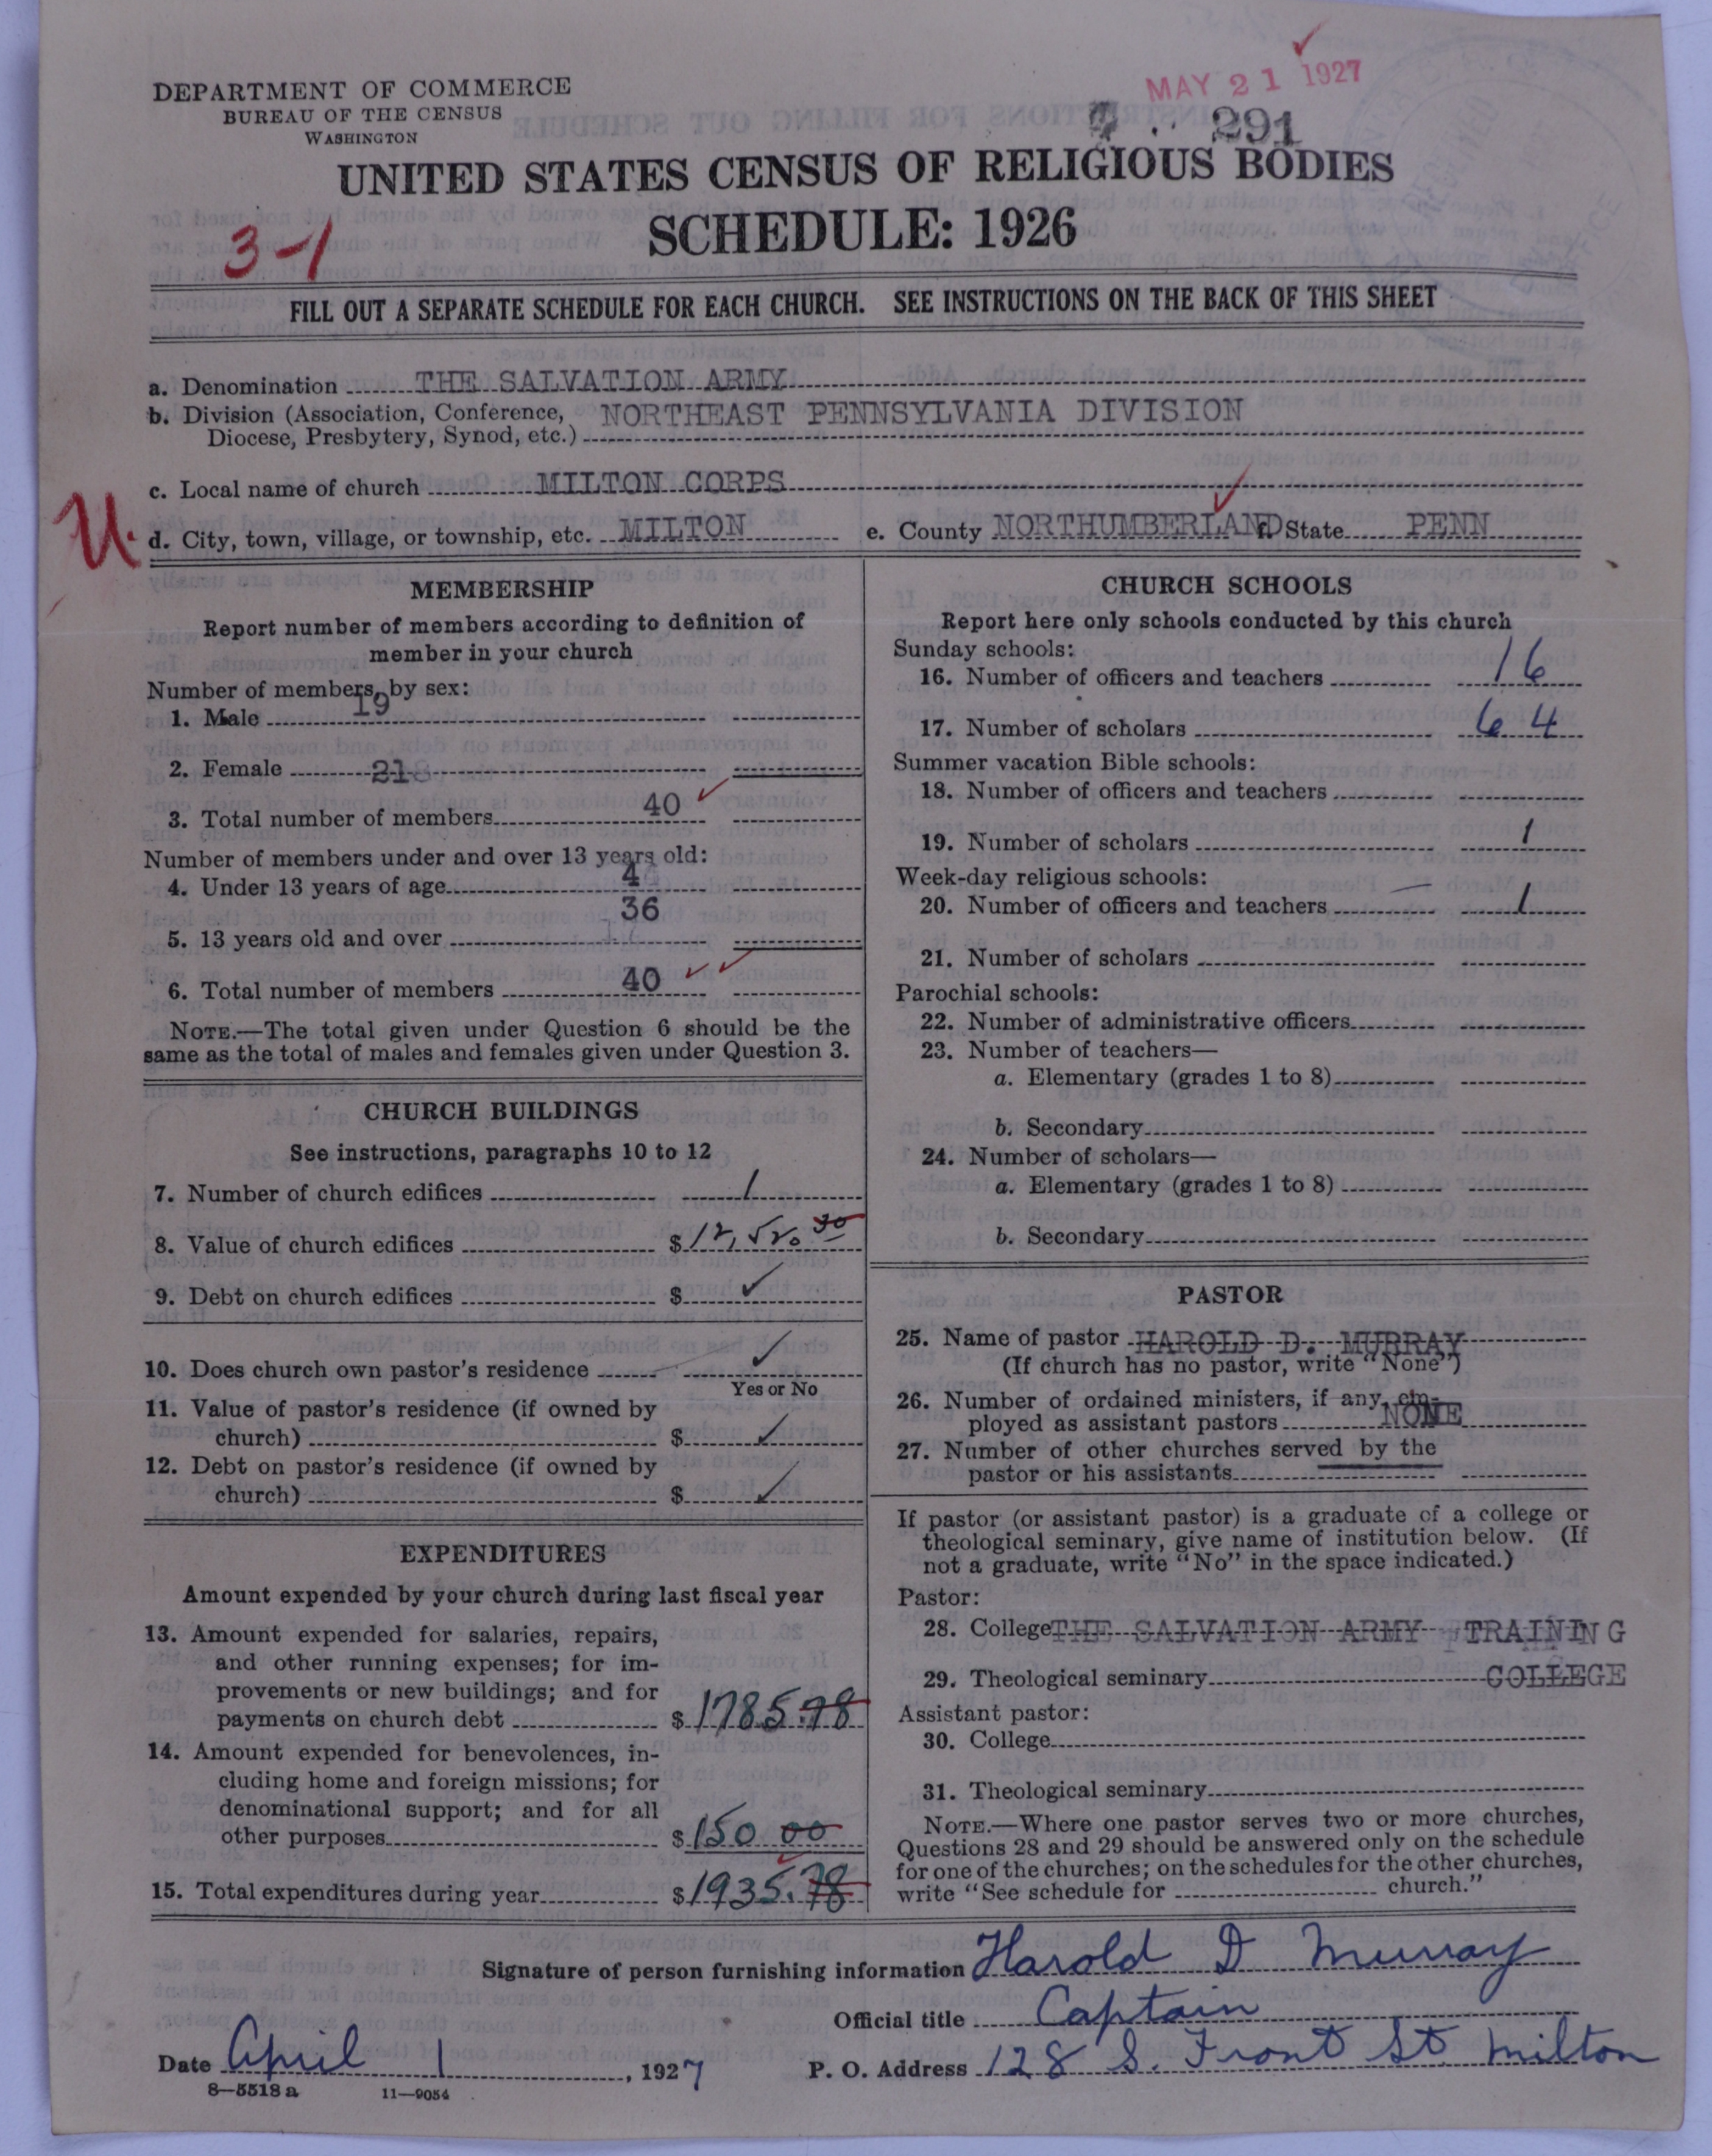 MAY 21 1927
291
DEPARTMENT OF COMMERCE
BUREAU OF THE CENSUS
WASHINGTON
UNITED STATES CENSUS OF RELIGIOUS BODIES
SCHEDULE: 1926
3-1
FILL OUT A SEPARATE SCHEDULE FOR EACH CHURCH. SEE INSTRUCTIONS ON THE BACK OF THIS SHEET
a. Denomination THE SALVATION ARMY
b. Division (Association, Conference, NORTHEAST PENNSYLVANIA DIVISION
Diocese, Presbytery, Synod, etc.)
c. Local name of church MILTON CORPS
U.
d. City, town, village, or township, etc. MILTON e. County NORTHUMBERLAND f. State PENN
MEMBERSHIP
Report number of members according to definition of
member in your church
Number of members by sex:
1. Male 19
2. Female 21
3. Total number of members 40
Number of members under and over 13 years old:
4. Under 13 years of age 4
5. 13 years old and over 36
6. Total number of members 40
NOTE.—The total given under Question 6 should be the
same as the total of males and females given under Question 3.
CHURCH BUILDINGS
See instructions, paragraphs 10 to 12
7. Number of church edifices 1
8. Value of church edifices $ 12,520
9. Debt on church edifices $ ✓
10. Does church own pastor's residence ✓
Yes or No
11. Value of pastor's residence (if owned by
church) $ ✓
12. Debt on pastor's residence (if owned by
church) $ ✓
EXPENDITURES
Amount expended by your church during last fiscal year
13. Amount expended for salaries, repairs,
and other running expenses; for im-
provements or new buildings; and for
payments on church debt $ 1785.78
14. Amount expended for benevolences, in-
cluding home and foreign missions; for
denominational support; and for all
other purposes $ 150 00
15. Total expenditures during year $ 1935.78
CHURCH SCHOOLS
Report here only schools conducted by this church
Sunday schools:
16. Number of officers and teachers 16
17. Number of scholars 64
Summer vacation Bible schools:
18. Number of officers and teachers
19. Number of scholars 1
Week-day religious schools:
20. Number of officers and teachers 1
21. Number of scholars
Parochial schools:
22. Number of administrative officers
23. Number of teachers—
a. Elementary (grades 1 to 8)
b. Secondary
24. Number of scholars—
a. Elementary (grades 1 to 8)
b. Secondary
PASTOR
25. Name of pastor HAROLD D. MURRAY
(If church has no pastor, write "None")
26. Number of ordained ministers, if any, em-
ployed as assistant pastors NONE
27. Number of other churches served by the
pastor or his assistants
If pastor (or assistant pastor) is a graduate of a college or
theological seminary, give name of institution below. (If
not a graduate, write "No" in the space indicated.)
Pastor:
28. College THE SALVATION ARMY TRAINING
29. Theological seminary COLLEGE
Assistant pastor:
30. College
31. Theological seminary
NOTE.—Where one pastor serves two or more churches,
Questions 28 and 29 should be answered only on the schedule
for one of the churches; on the schedules for the other churches,
write "See schedule for church."
Signature of person furnishing information Harold D Murray
Official title Captain
Date April 1, 1927 P. O. Address 128 S. Front St. Milton
8—5518 a 11—9054